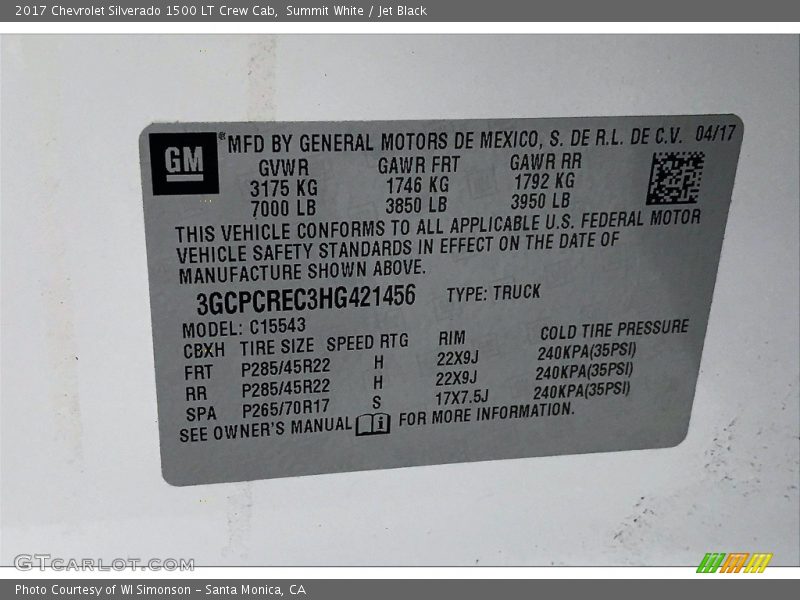 2017 Chevrolet Silverado 1500 LT Crew Cab, Summit White / Jet Black
GM ® MFD BY GENERAL MOTORS DE MEXICO, S. DE R.L. DE C.V. 04/17
GVWR GAWR FRT GAWR RR
3175 KG 1746 KG 1792 KG
7000 LB 3850 LB 3950 LB
THIS VEHICLE CONFORMS TO ALL APPLICABLE U.S. FEDERAL MOTOR
VEHICLE SAFETY STANDARDS IN EFFECT ON THE DATE OF
MANUFACTURE SHOWN ABOVE.
3GCPCREC3HG421456 TYPE: TRUCK
MODEL: C15543
CBXH TIRE SIZE SPEED RTG RIM COLD TIRE PRESSURE
FRT P285/45R22 H 22X9J 240KPA(35PSI)
RR P285/45R22 H 22X9J 240KPA(35PSI)
SPA P265/70R17 S 17X7.5J 240KPA(35PSI)
SEE OWNER'S MANUAL i FOR MORE INFORMATION.
GTCARLOT.COM
Photo Courtesy of WI Simonson - Santa Monica, CA